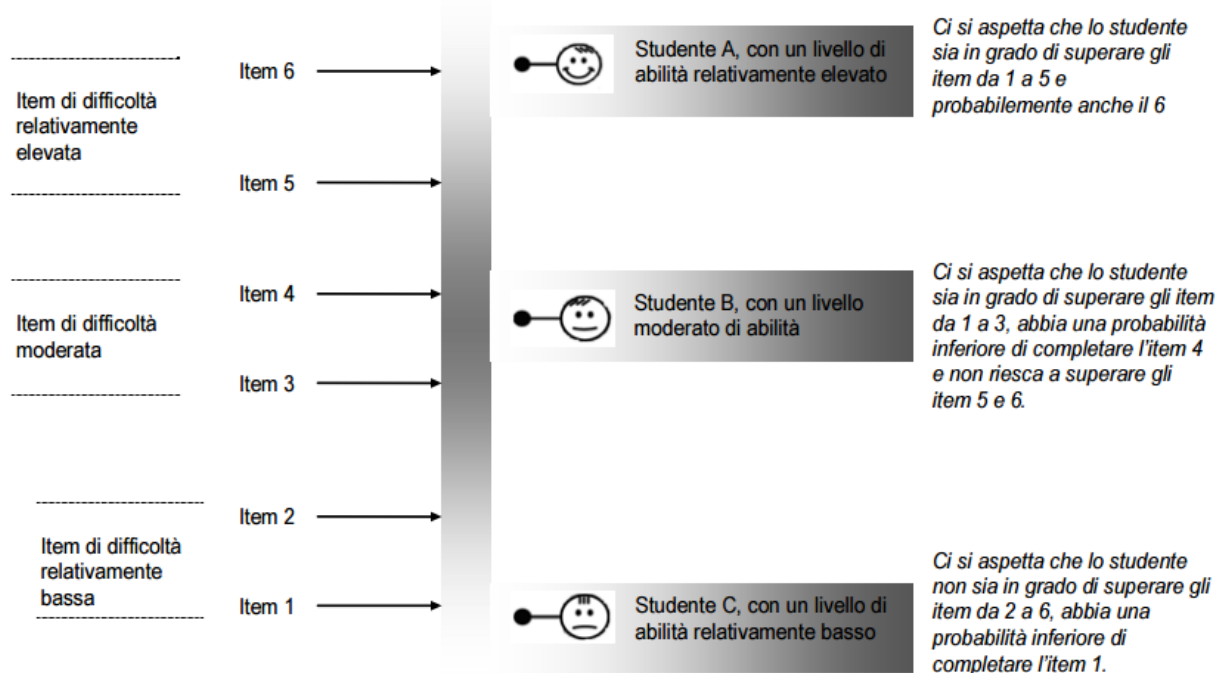 Item di difficoltà
relativamente
elevata
Item 6
Item 5
Studente A, con un livello di
abilità relativamente elevato
Ci si aspetta che lo studente
sia in grado di superare gli
item da 1 a 5 e
probabilemente anche il 6
Item di difficoltà
moderata
Item 4
Item 3
Studente B, con un livello
moderato di abilità
Ci si aspetta che lo studente
sia in grado di superare gli item
da 1 a 3, abbia una probabilità
inferiore di completare l'item 4
e non riesca a superare gli
item 5 e 6.
Item di difficoltà
relativamente
bassa
Item 2
Item 1
Studente C, con un livello di
abilità relativamente basso
Ci si aspetta che lo studente
non sia in grado di superare gli
item da 2 a 6, abbia una
probabilità inferiore di
completare l'item 1.